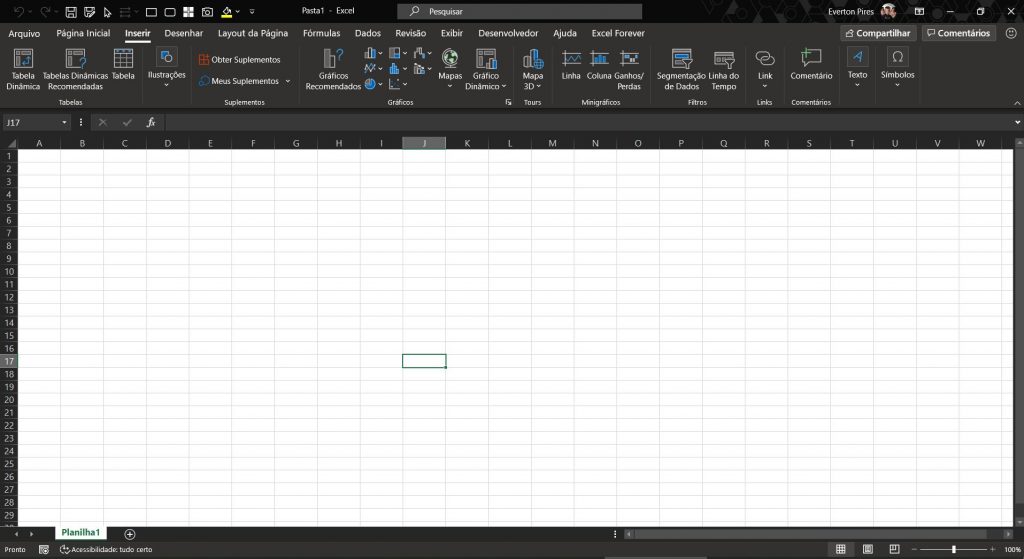 Pasta1 - Excel
Pesquisar
Everton Pires
Arquivo Página Inicial Inserir Desenhar Layout da Página Fórmulas Dados Revisão Exibir Desenvolvedor Ajuda Excel Forever Compartilhar Comentários
Tabela Dinâmica
Tabelas Dinâmicas Recomendadas
Tabela
Ilustrações
Obter Suplementos
Meus Suplementos
Gráficos Recomendados
Mapas
Gráfico Dinâmico
Mapa 3D
Linha
Coluna
Ganhos/ Perdas
Segmentação de Dados
Linha do Tempo
Link
Comentário
Texto
Símbolos
Tabelas Suplementos Gráficos Tours Minigráficos Filtros Links Comentários
J17 fx
A B C D E F G H I J K L M N O P Q R S T U V W
1
2
3
4
5
6
7
8
9
10
11
12
13
14
15
16
17
18
19
20
21
22
23
24
25
26
27
28
29
Planilha1
Pronto Acessibilidade: tudo certo 100%